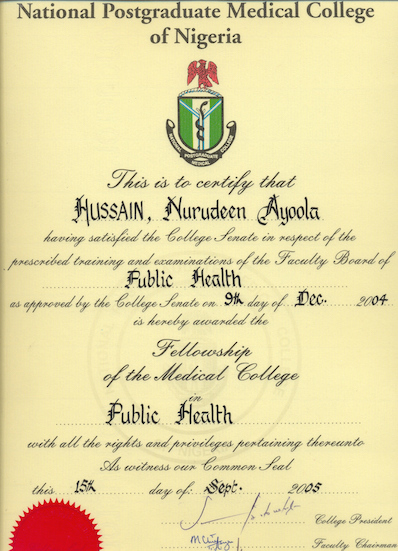 National Postgraduate Medical College
of Nigeria
NATIONAL POSTGRADUATE COLLEGE
MEDICAL
This is to certify that
HUSSAIN, Nurudeen Ayoola
having satisfied the College Senate in respect of the
prescribed training and examinations of the Faculty Board of
Public Health
as approved by the College Senate on 9th day of Dec. 2004
is hereby awarded the
Fellowship
of the Medical College
in
Public Health
with all the rights and privileges pertaining thereunto
As witness our Common Seal
this 15th day of: Sept. 2005
College President
Faculty Chairman